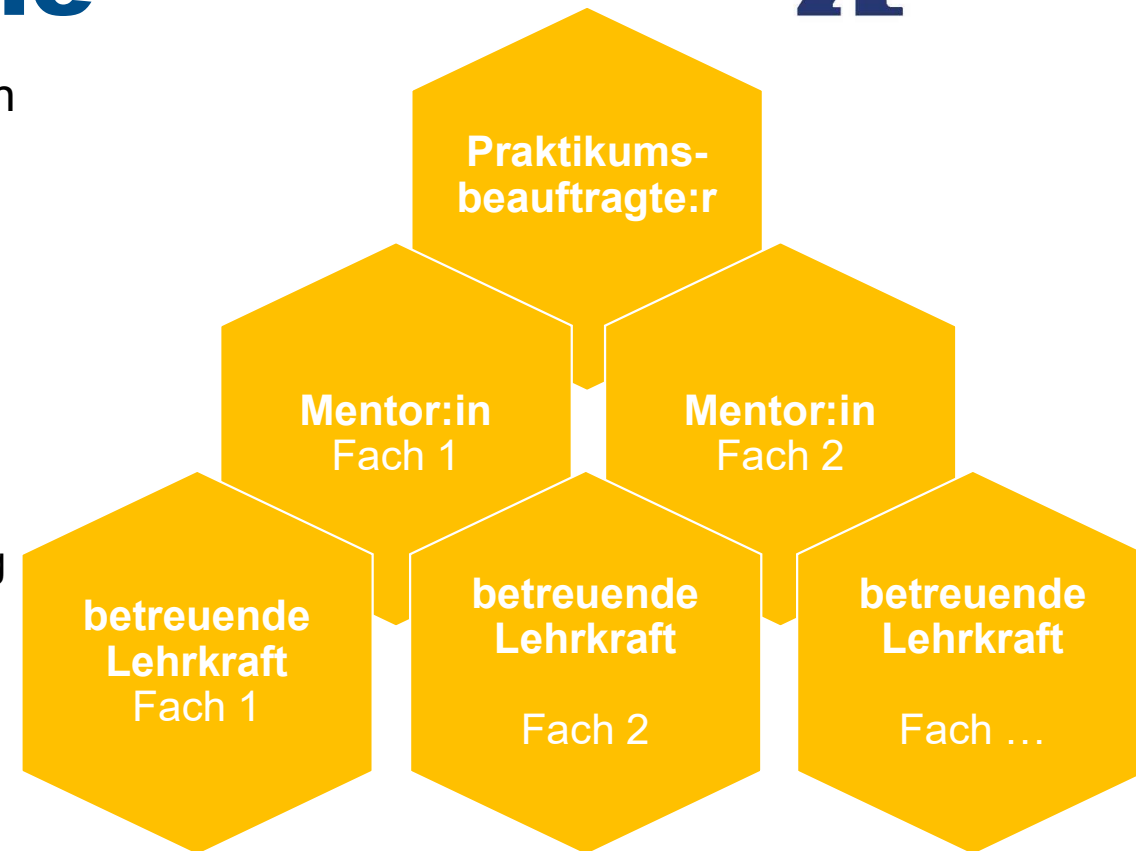 Praktikums-
beauftragte:r
Mentor:in
Fach 1
Mentor:in
Fach 2
betreuende
Lehrkraft
Fach 1
betreuende
Lehrkraft
Fach 2
betreuende
Lehrkraft
Fach …